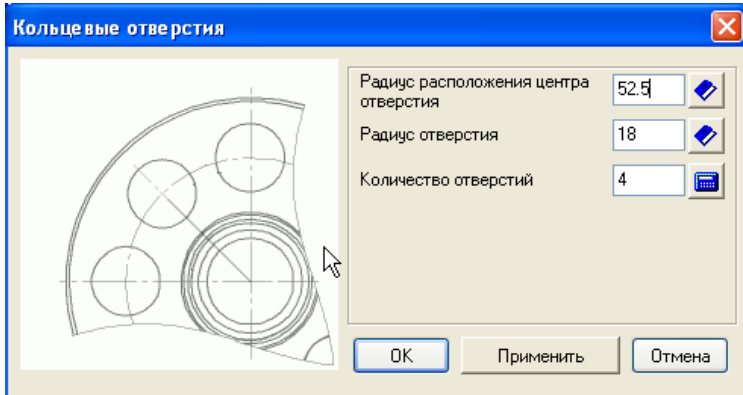 Кольцевые отверстия
Радиус расположения центра
отверстия
52.5
Радиус отверстия
18
Количество отверстий
4
OK
Применить
Отмена